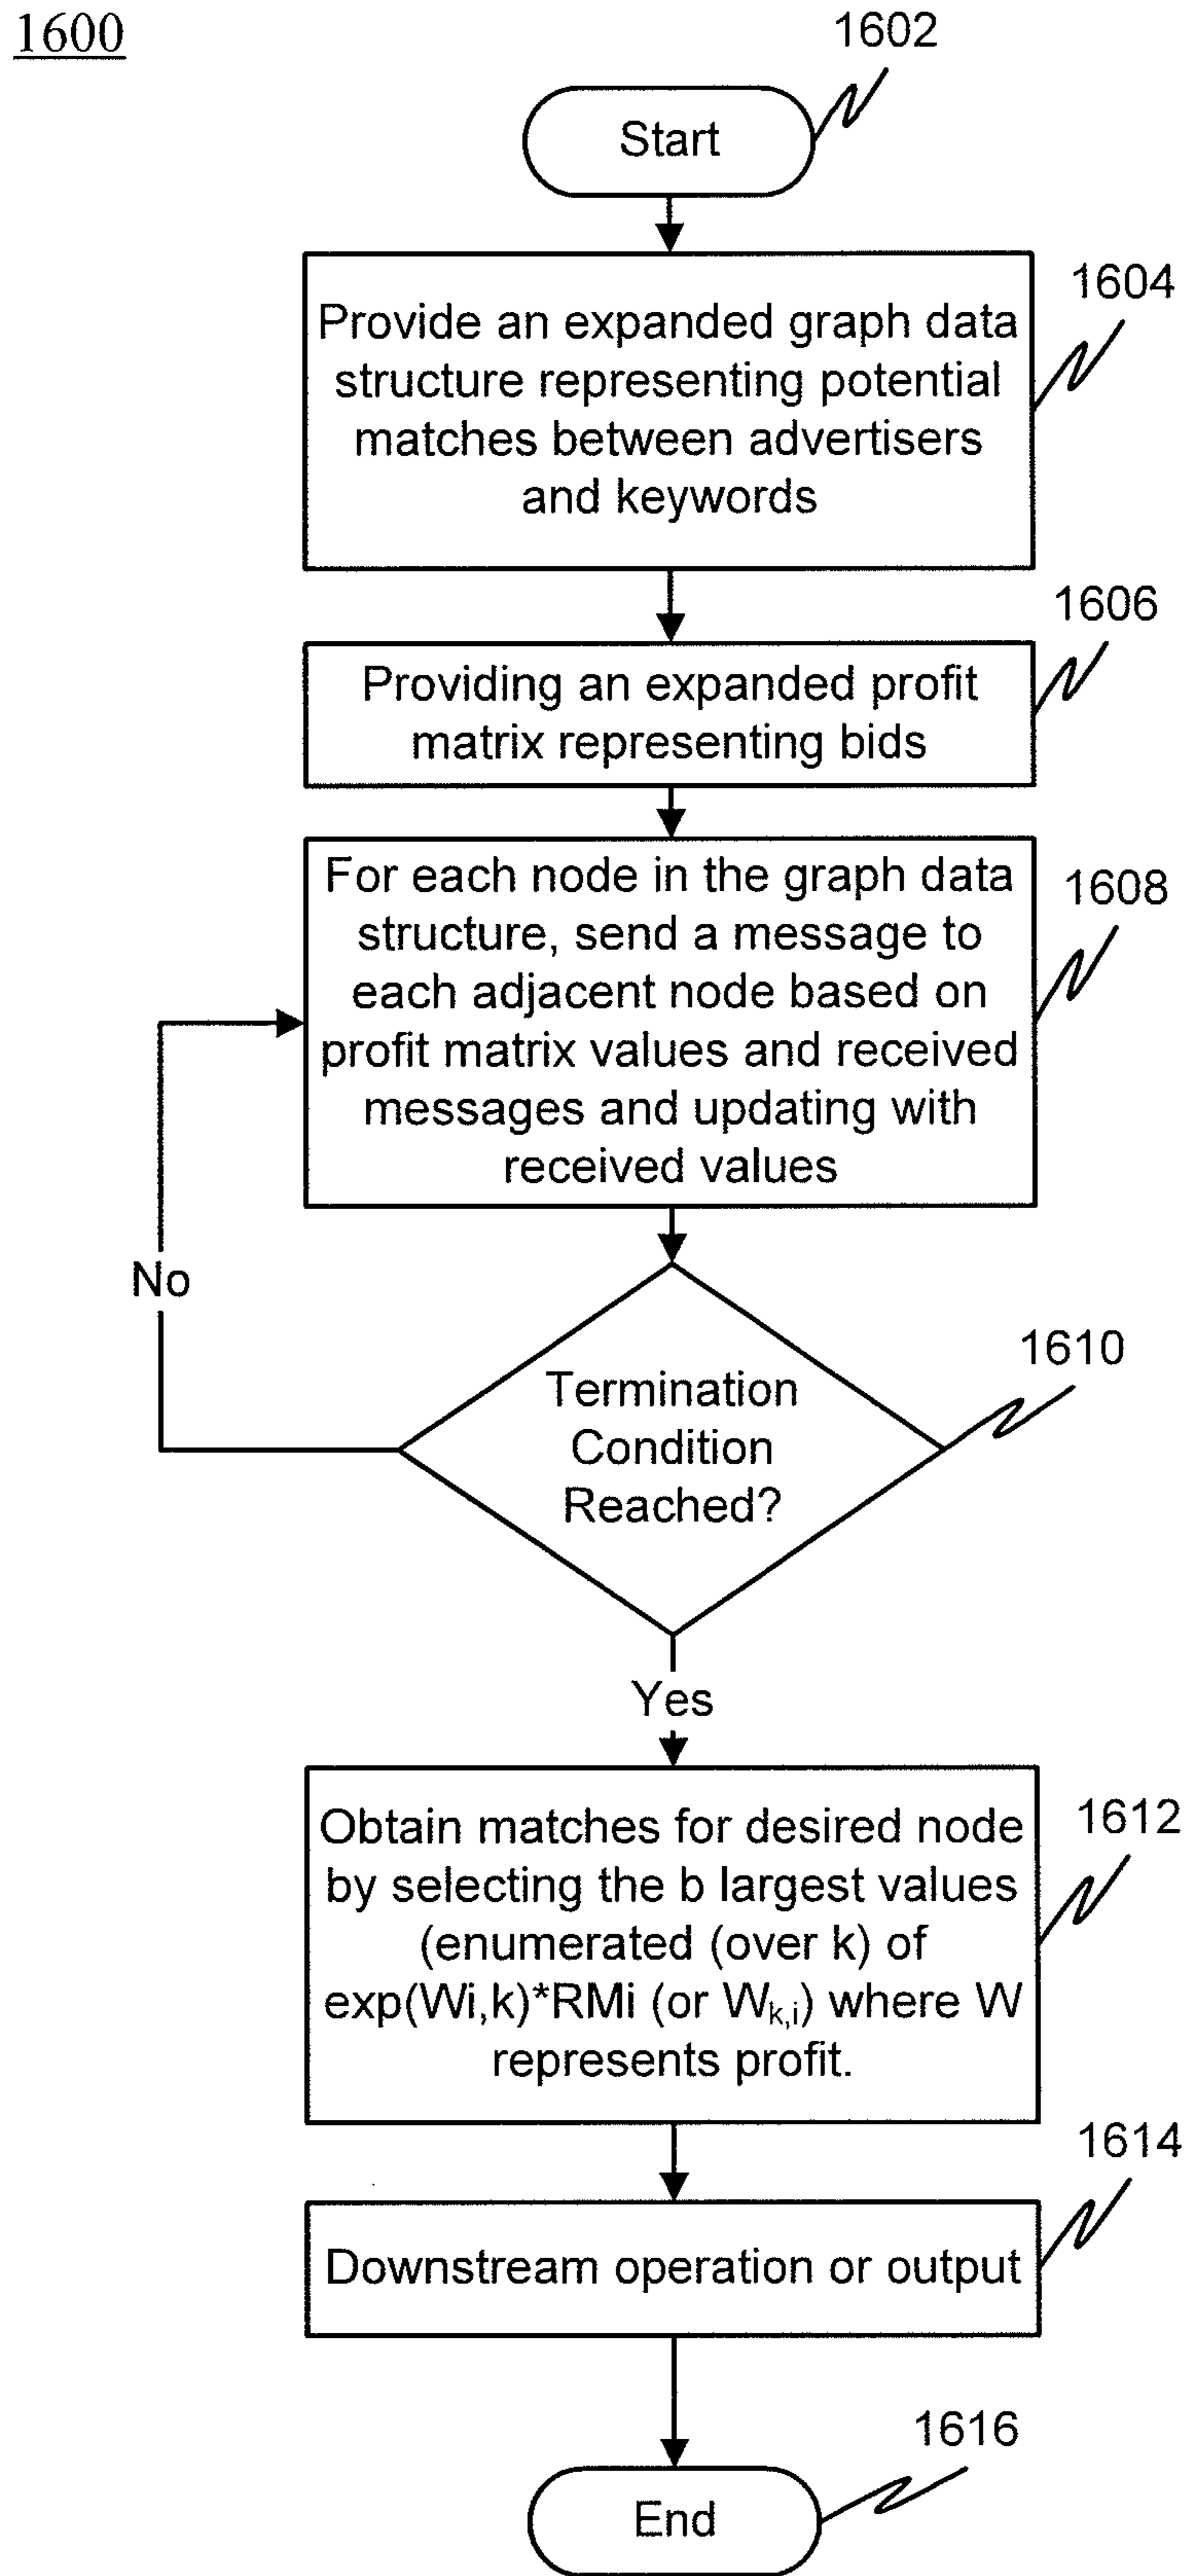 1600
1602
Start
1604
Provide an expanded graph data
structure representing potential
matches between advertisers
and keywords
1606
Providing an expanded profit
matrix representing bids
1608
For each node in the graph data
structure, send a message to
each adjacent node based on
profit matrix values and received
messages and updating with
received values
No
1610
Termination
Condition
Reached?
Yes
1612
Obtain matches for desired node
by selecting the b largest values
(enumerated (over k) of
exp(Wi,k)*RMi (or Wk,i) where W
represents profit.
1614
Downstream operation or output
1616
End